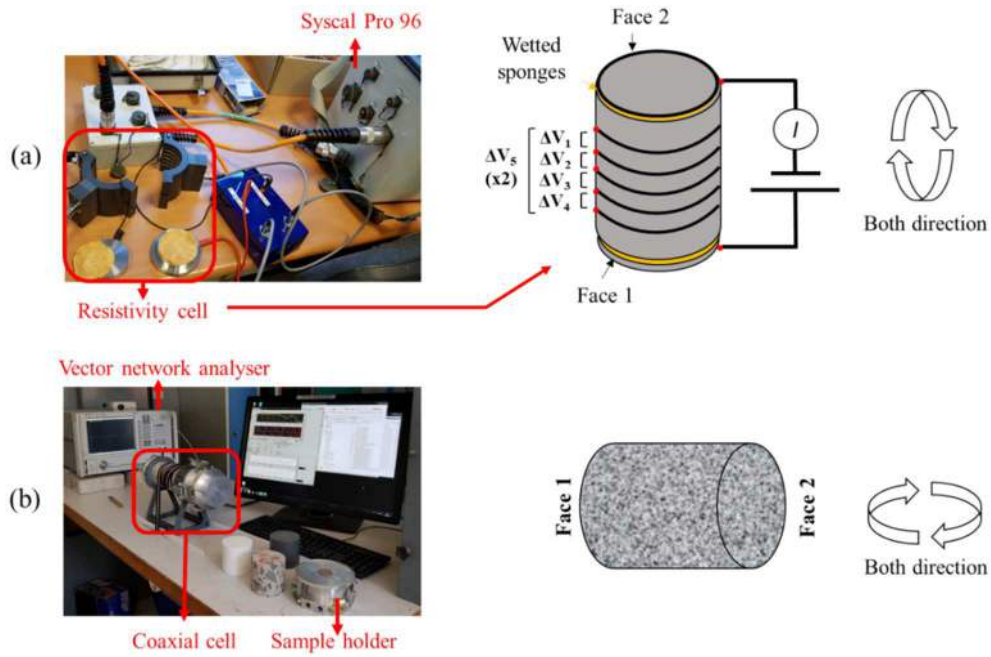 Syscal Pro 96
(a)
Resistivity cell
Face 2
Wetted
sponges
ΔV1
ΔV2
ΔV3
ΔV4
ΔV5
(x2)
I
Face 1
Both direction
Vector network analyser
(b)
Coaxial cell
Sample holder
Face 1
Face 2
Both direction